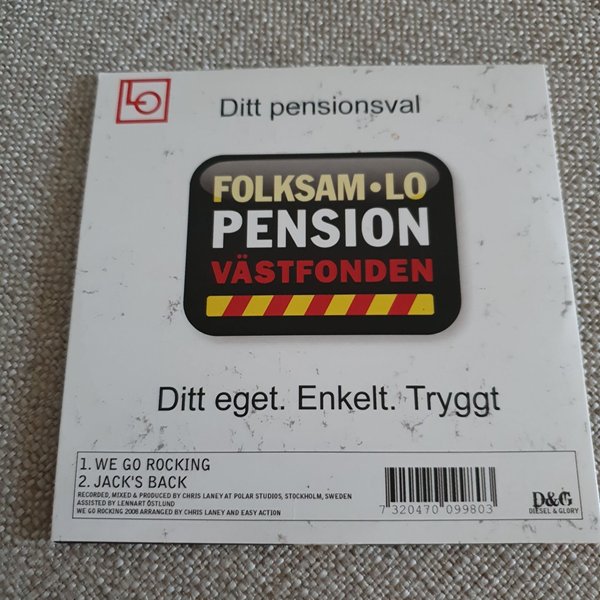 LO
Ditt pensionsval
FOLKSAM•LO
PENSION
VÄSTFONDEN
Ditt eget. Enkelt. Tryggt
1. WE GO ROCKING
2. JACK'S BACK
RECORDED, MIXED & PRODUCED BY CHRIS LANEY AT POLAR STUDIOS, STOCKHOLM, SWEDEN
ASSISTED BY LENNART ÖSTLUND
WE GO ROCKING 2006 ARRANGED BY CHRIS LANEY AND EASY ACTION
7 320470 099803
D&G
DIESEL & GLORY